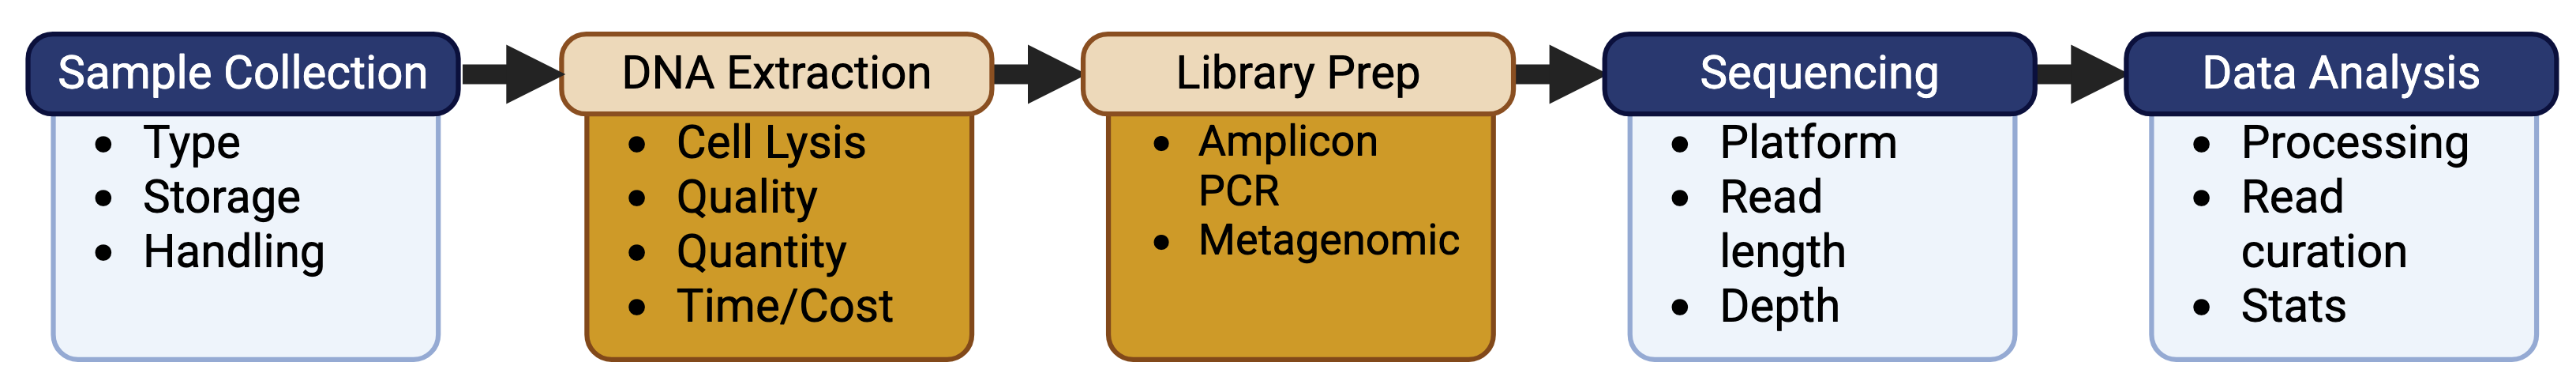 Sample Collection
• Type
• Storage
• Handling
DNA Extraction
• Cell Lysis
• Quality
• Quantity
• Time/Cost
Library Prep
• Amplicon
PCR
• Metagenomic
Sequencing
• Platform
• Read
length
• Depth
Data Analysis
• Processing
• Read
curation
• Stats